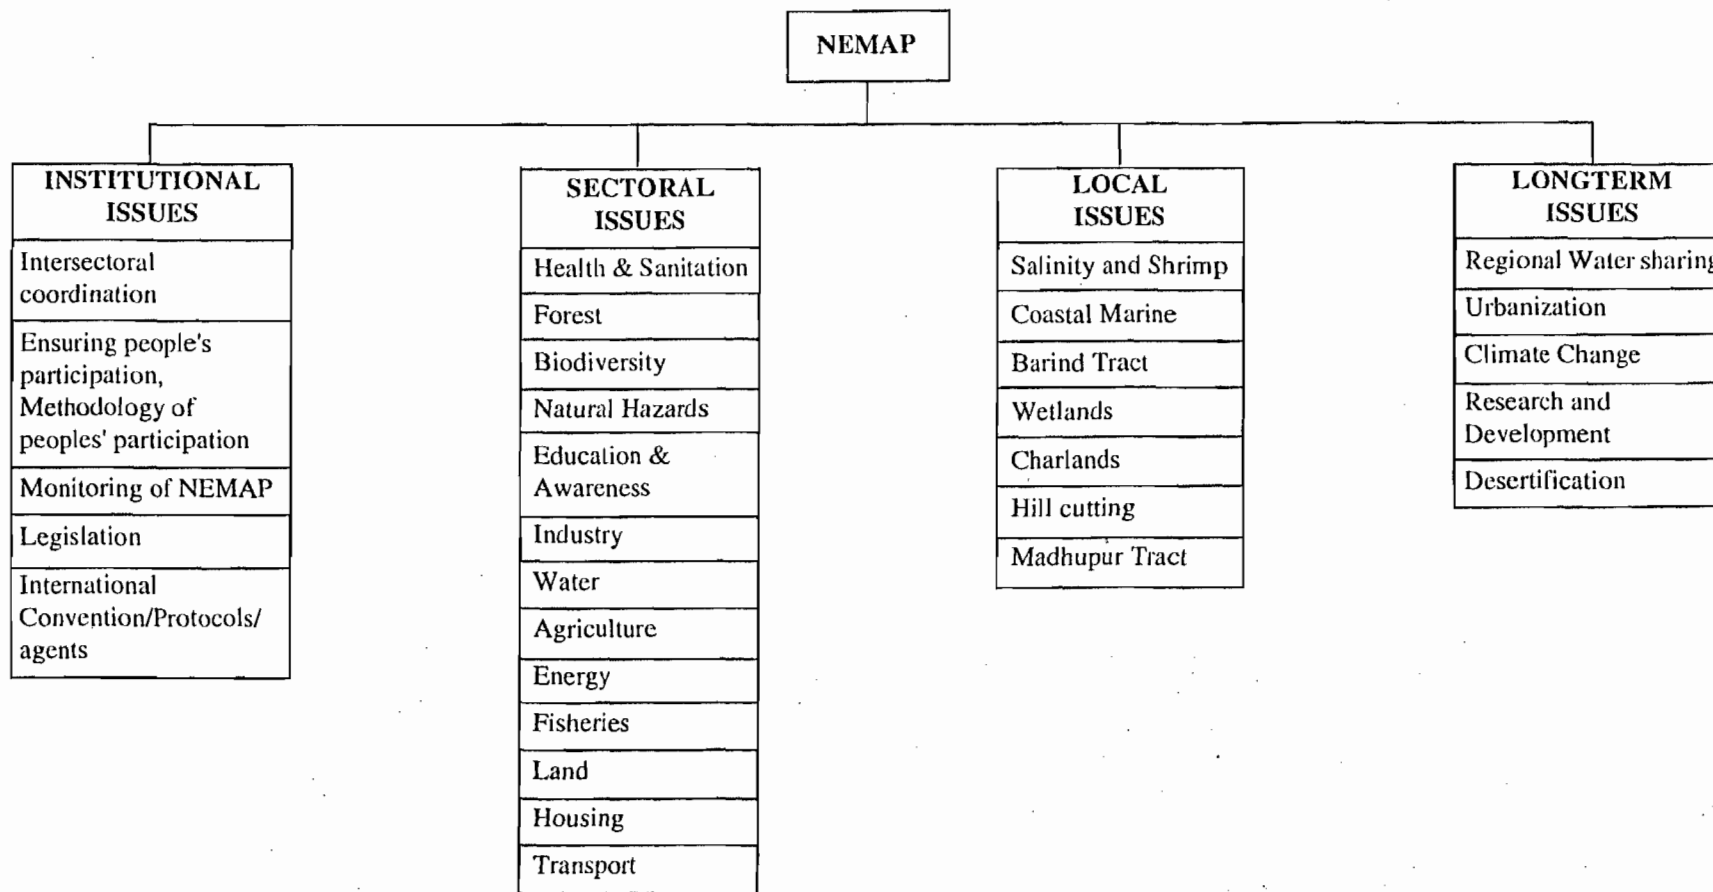 NEMAP
INSTITUTIONAL
ISSUES
Intersectoral
coordination
Ensuring people's
participation,
Methodology of
peoples' participation
Monitoring of NEMAP
Legislation
International
Convention/Protocols/
agents
SECTORAL
ISSUES
Health & Sanitation
Forest
Biodiversity
Natural Hazards
Education &
Awareness
Industry
Water
Agriculture
Energy
Fisheries
Land
Housing
Transport
LOCAL
ISSUES
Salinity and Shrimp
Coastal Marine
Barind Tract
Wetlands
Charlands
Hill cutting
Madhupur Tract
LONGTERM
ISSUES
Regional Water sharing
Urbanization
Climate Change
Research and
Development
Desertification